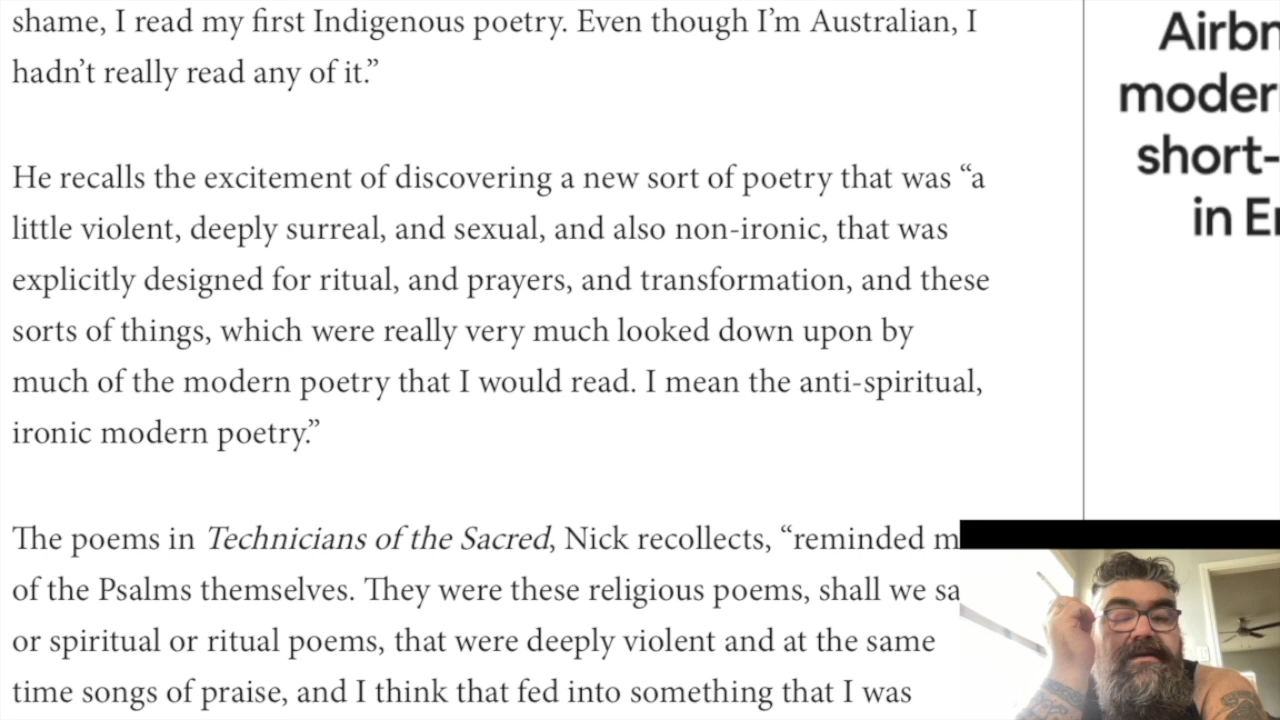 shame, I read my first Indigenous poetry. Even though I’m Australian, I
hadn’t really read any of it.”
He recalls the excitement of discovering a new sort of poetry that was “a
little violent, deeply surreal, and sexual, and also non-ironic, that was
explicitly designed for ritual, and prayers, and transformation, and these
sorts of things, which were really very much looked down upon by
much of the modern poetry that I would read. I mean the anti-spiritual,
ironic modern poetry.”
The poems in Technicians of the Sacred, Nick recollects, “reminded m
of the Psalms themselves. They were these religious poems, shall we sa
or spiritual or ritual poems, that were deeply violent and at the same
time songs of praise, and I think that fed into something that I was
Airbn
moder
short-
in